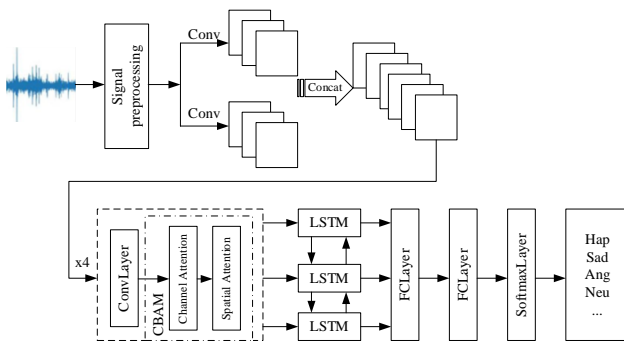 Signal
preprocessing
Conv
Conv
Concat
x4
ConvLayer
CBAM
Channel Attention
Spatial Attention
LSTM
LSTM
LSTM
FCLayer
FCLayer
SoftmaxLayer
Hap
Sad
Ang
Neu
...